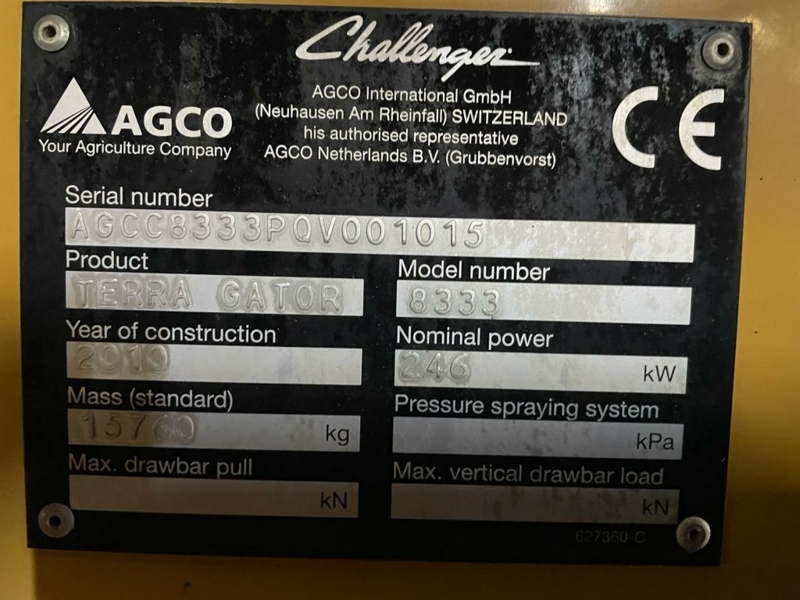 Challenger
AGCO
Your Agriculture Company
AGCO International GmbH
(Neuhausen Am Rheinfall) SWITZERLAND
his authorised representative
AGCO Netherlands B.V. (Grubbenvorst)
CE
Serial number
AGCC8333PQV001015
Product
TERRA GATOR
Model number
8333
Year of construction
2010
Nominal power
246 kW
Mass (standard)
15760 kg
Pressure spraying system
kPa
Max. drawbar pull
kN
Max. vertical drawbar load
kN
627360-C